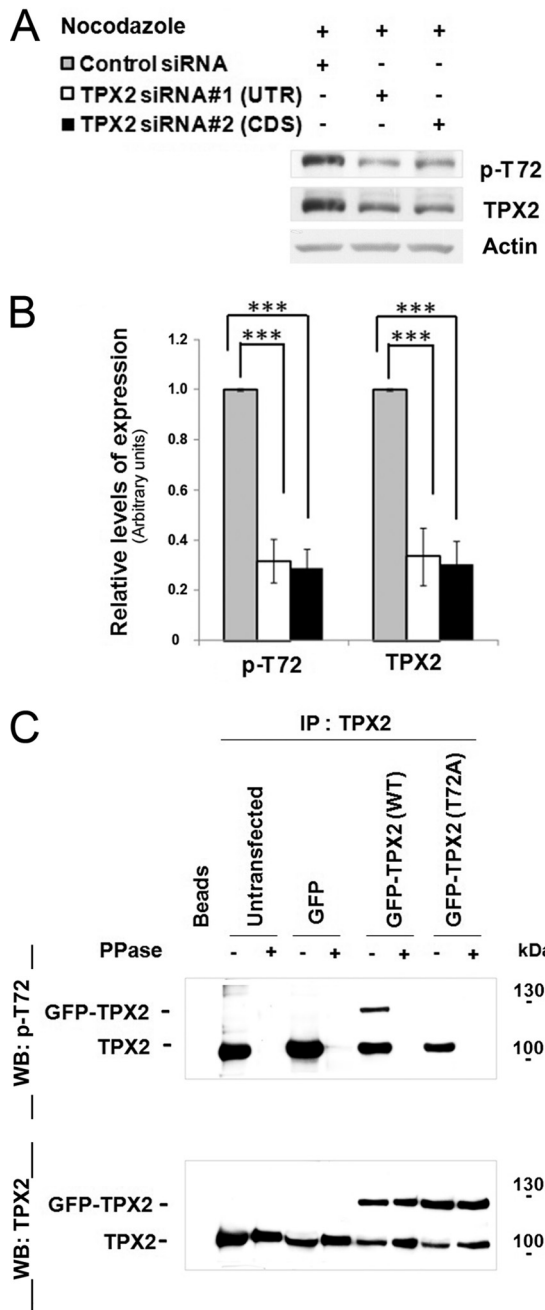 A
Nocodazole + + +
Control siRNA + - -
TPX2 siRNA#1 (UTR) - + -
TPX2 siRNA#2 (CDS) - - +
p-T72
TPX2
Actin
B
Relative levels of expression
(Arbitrary units)
1.2
1.0
0.8
0.6
0.4
0.2
0
*** ***
*** ***
p-T72 TPX2
C
IP : TPX2
Beads
Untransfected
GFP
GFP-TPX2 (WT)
GFP-TPX2 (T72A)
PPase - + - + - + - + kDa
WB: p-T72
GFP-TPX2 - 130
TPX2 - 100
WB: TPX2
GFP-TPX2 - 130
TPX2 - 100